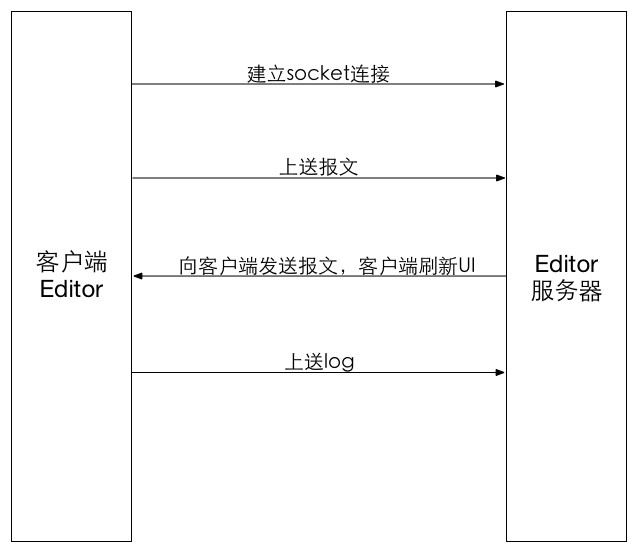 建立socket连接
上送报文
向客户端发送报文，客户端刷新UI
上送log
客户端
Editor
Editor
服务器